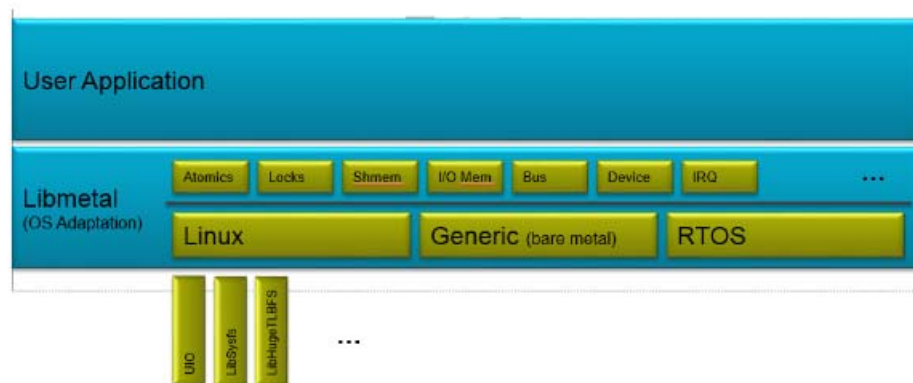 User Application
Atomics Locks Shmem I/O Mem Bus Device IRQ ...
Libmetal
(OS Adaptation)
Linux Generic (bare metal) RTOS
UIO LibSysfs LibHugeTLBFS ...